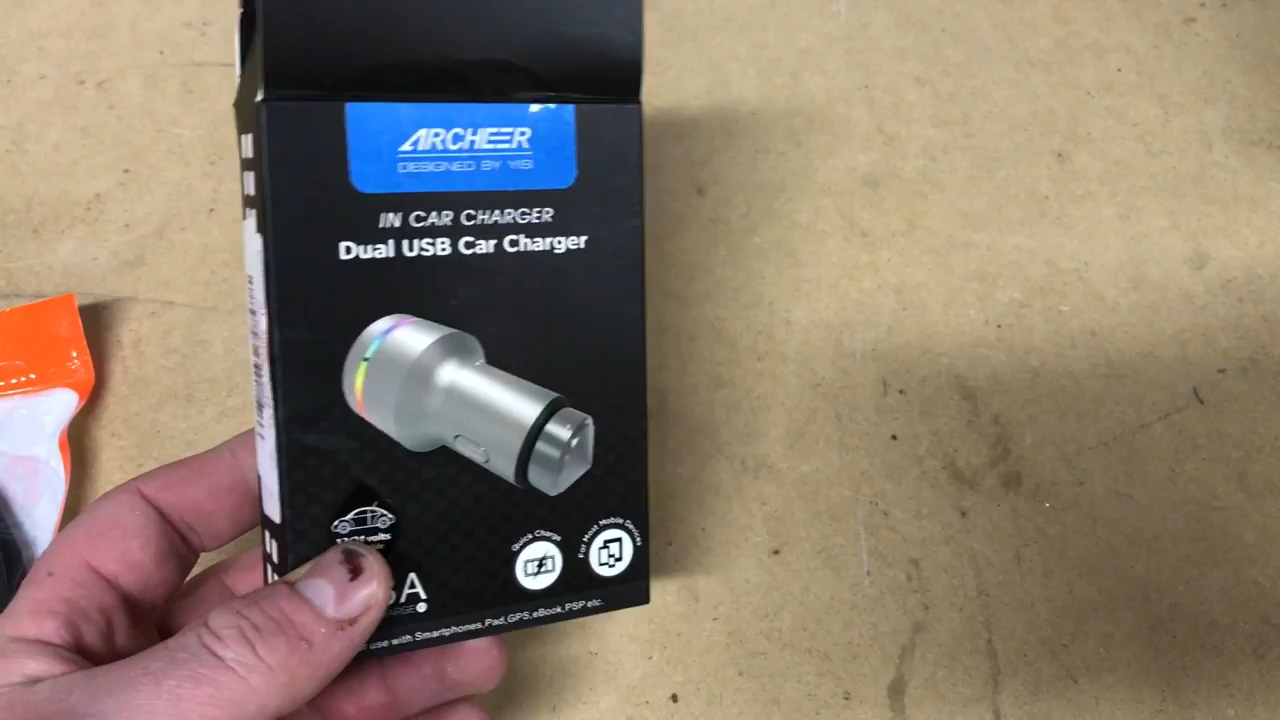 ARCHEER
DESIGNED BY YISI
IN CAR CHARGER
Dual USB Car Charger
volts
Quick Charge
For Most Mobile Devices
A
use with Smartphones,Pad,GPS,eBook,PSP etc.